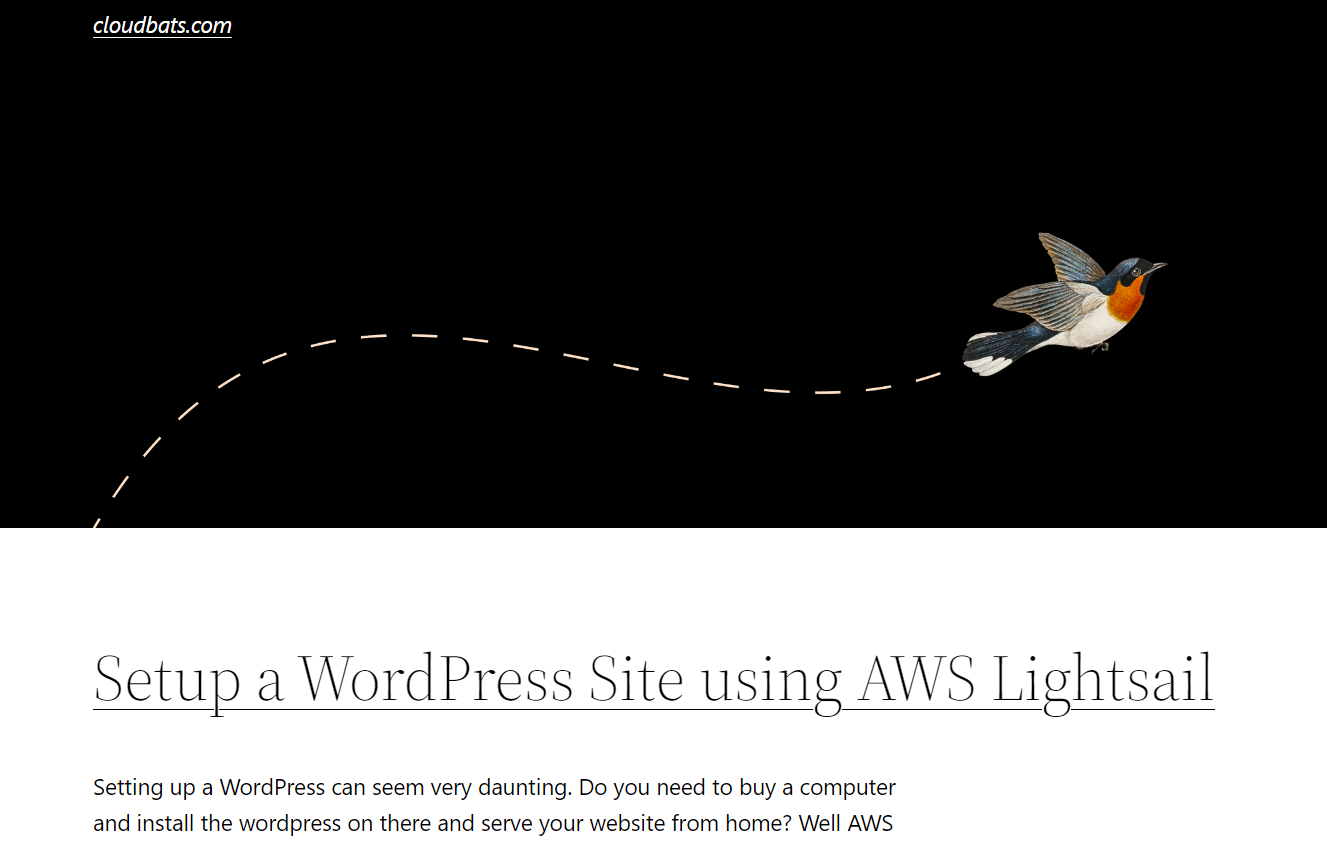 cloudbats.com
Setup a WordPress Site using AWS Lightsail
Setting up a WordPress can seem very daunting. Do you need to buy a computer
and install the wordpress on there and serve your website from home? Well AWS